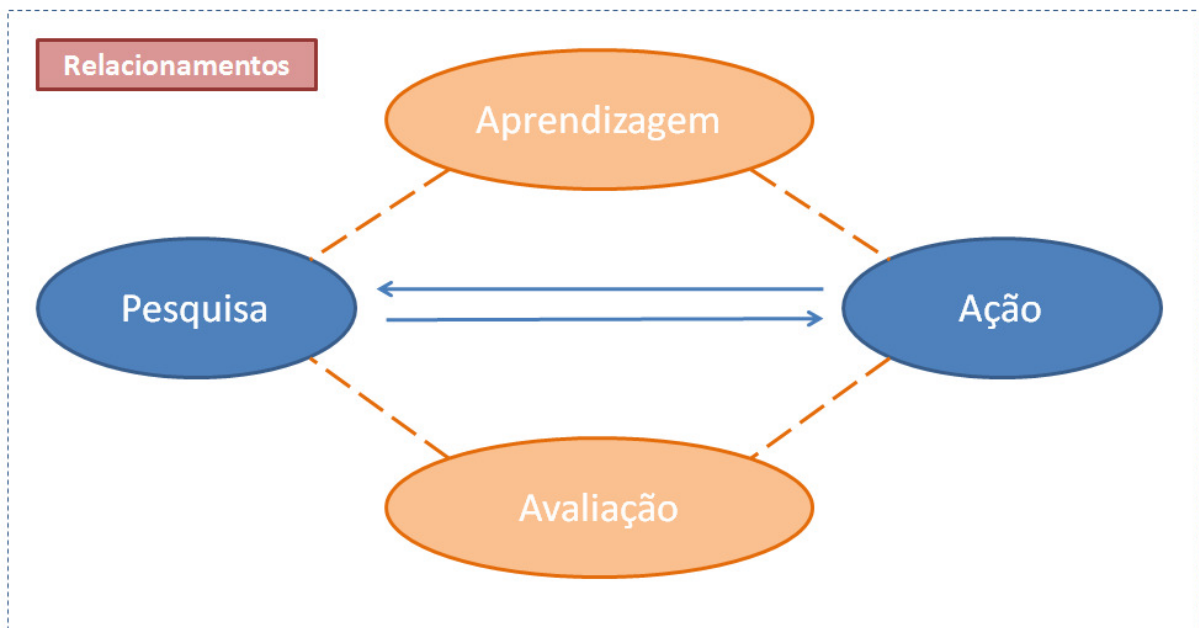 Relacionamentos
Aprendizagem
Pesquisa
Ação
Avaliação